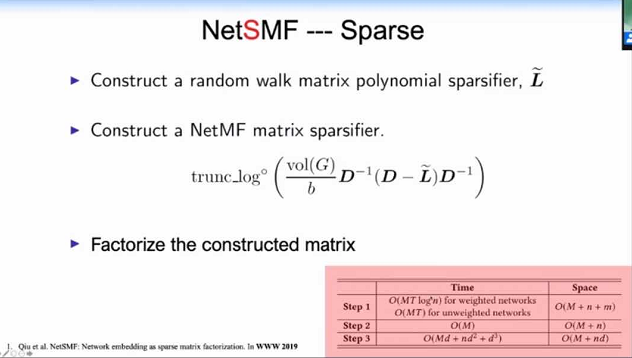 NetSMF --- Sparse
▶ Construct a random walk matrix polynomial sparsifier, L̃
▶ Construct a NetMF matrix sparsifier.
trunc_log° ( vol(G)/b D⁻¹(D − L̃)D⁻¹ )
▶ Factorize the constructed matrix
Time Space
Step 1 O(MT log n) for weighted networks O(M + n + m)
O(MT) for unweighted networks
Step 2 O(M) O(M + n)
Step 3 O(Md + nd² + d³) O(M + nd)
1. Qiu et al. NetSMF: Network embedding as sparse matrix factorization. In WWW 2019